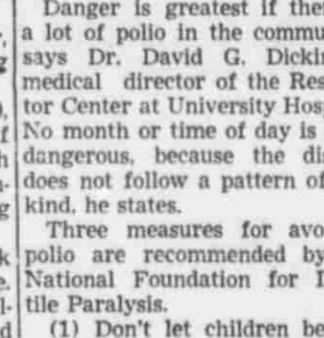 Danger is greatest if ther
a lot of polio in the commu
says Dr. David G. Dickin
medical director of the Res
tor Center at University Hos
No month or time of day is
dangerous, because the dis
does not follow a pattern of
kind, he states.
Three measures for avo
polio are recommended by
National Foundation for I
tile Paralysis.
(1) Don't let children be